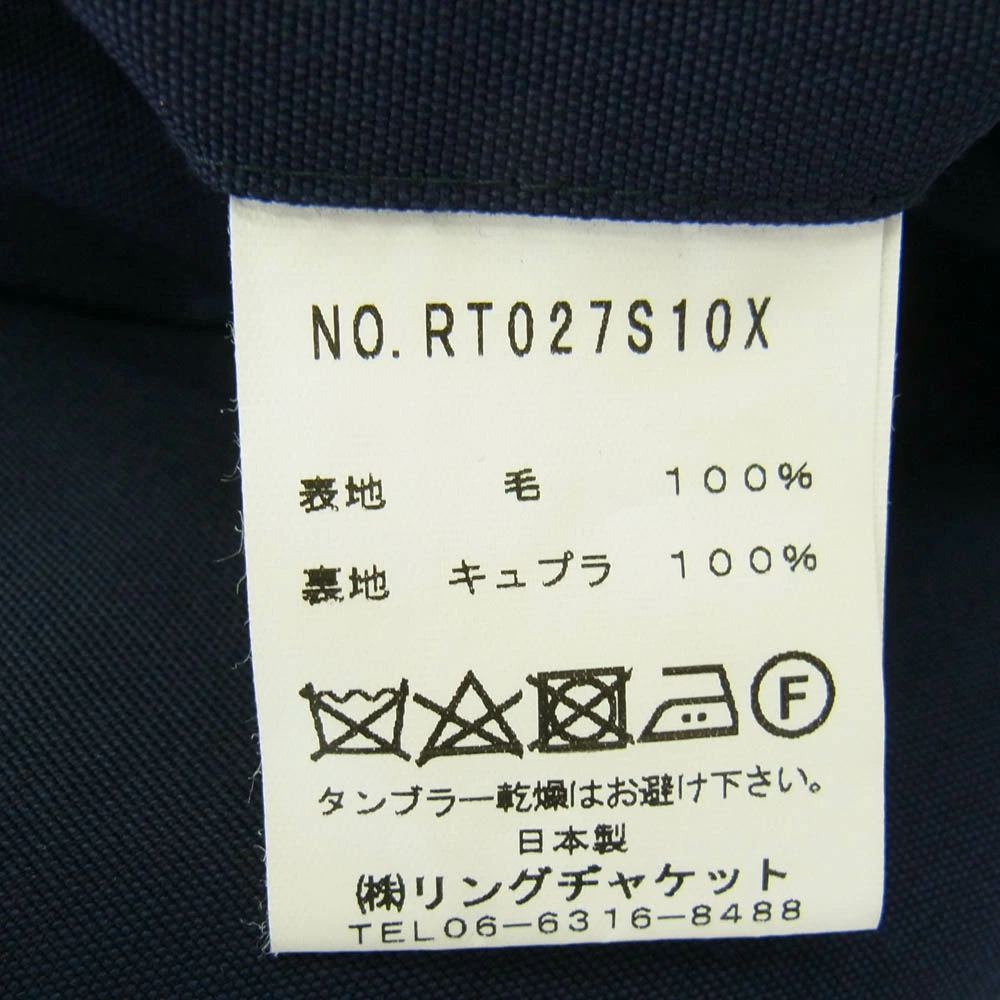 NO.RT027S10X
表地 毛 100%
裏地 キュプラ 100%
F
タンブラー乾燥はお避け下さい。
日本製
(株)リングヂャケット
TEL06-6316-8488